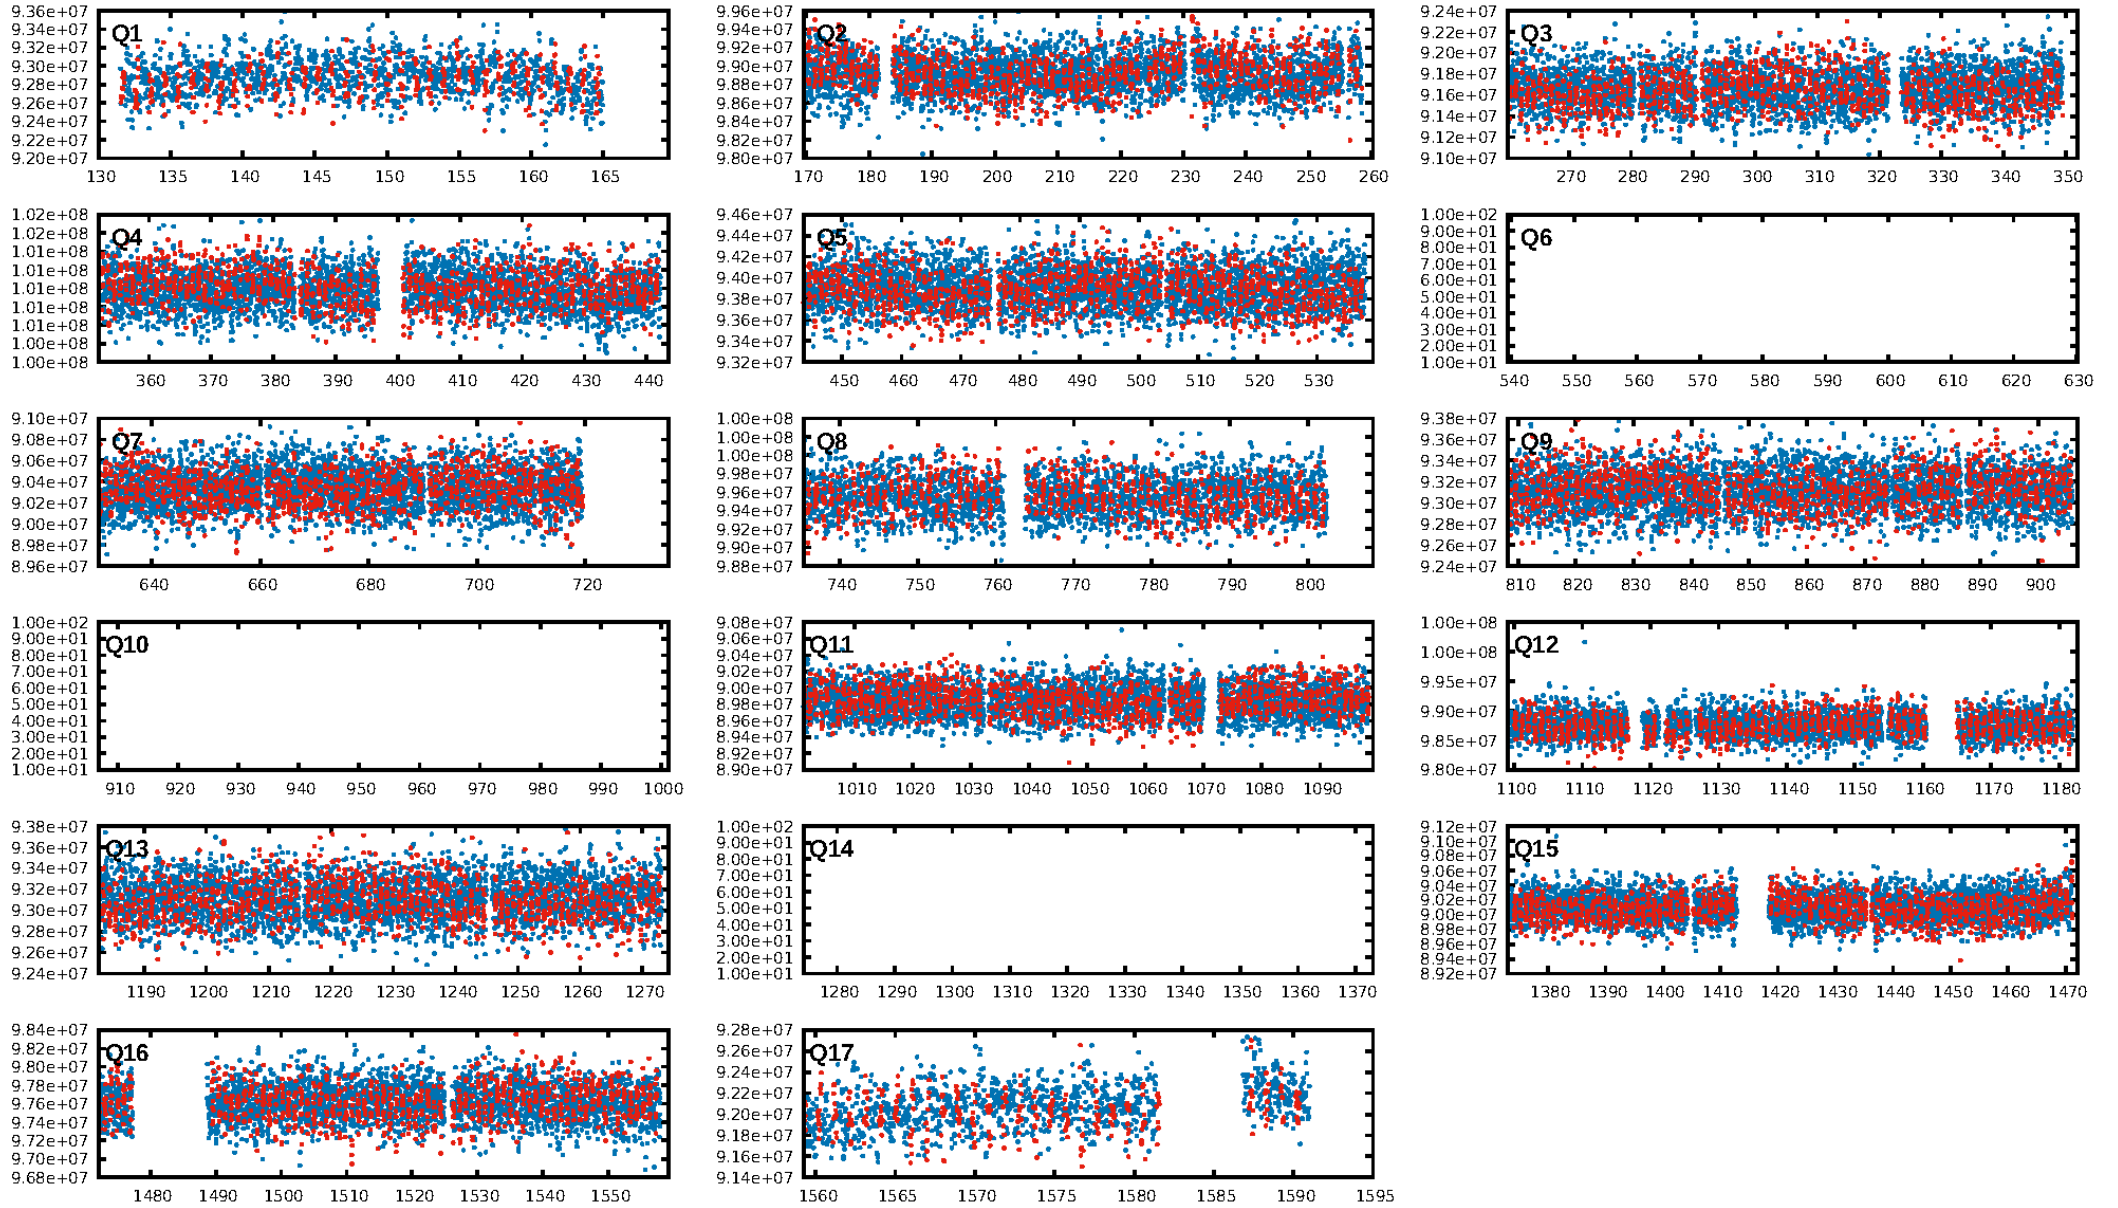 9.36e+07
9.34e+07
9.32e+07
9.30e+07
9.28e+07
9.26e+07
9.24e+07
9.22e+07
9.20e+07
Q1
130 135 140 145 150 155 160 165
9.96e+07
9.94e+07
9.92e+07
9.90e+07
9.88e+07
9.86e+07
9.84e+07
9.82e+07
9.80e+07
Q2
170 180 190 200 210 220 230 240 250 260
9.24e+07
9.22e+07
9.20e+07
9.18e+07
9.16e+07
9.14e+07
9.12e+07
9.10e+07
Q3
270 280 290 300 310 320 330 340 350
1.02e+08
1.02e+08
1.01e+08
1.01e+08
1.01e+08
1.01e+08
1.01e+08
1.00e+08
1.00e+08
Q4
360 370 380 390 400 410 420 430 440
9.46e+07
9.44e+07
9.42e+07
9.40e+07
9.38e+07
9.36e+07
9.34e+07
9.32e+07
Q5
450 460 470 480 490 500 510 520 530
1.00e+02
9.00e+01
8.00e+01
7.00e+01
6.00e+01
5.00e+01
4.00e+01
3.00e+01
2.00e+01
1.00e+01
Q6
540 550 560 570 580 590 600 610 620 630
9.10e+07
9.08e+07
9.06e+07
9.04e+07
9.02e+07
9.00e+07
8.98e+07
8.96e+07
Q7
640 660 680 700 720
1.00e+08
1.00e+08
1.00e+08
9.98e+07
9.96e+07
9.94e+07
9.92e+07
9.90e+07
9.88e+07
Q8
740 750 760 770 780 790 800
9.38e+07
9.36e+07
9.34e+07
9.32e+07
9.30e+07
9.28e+07
9.26e+07
9.24e+07
Q9
810 820 830 840 850 860 870 880 890 900
1.00e+02
9.00e+01
8.00e+01
7.00e+01
6.00e+01
5.00e+01
4.00e+01
3.00e+01
2.00e+01
1.00e+01
Q10
910 920 930 940 950 960 970 980 990 1000
9.08e+07
9.06e+07
9.04e+07
9.02e+07
9.00e+07
8.98e+07
8.96e+07
8.94e+07
8.92e+07
8.90e+07
Q11
1010 1020 1030 1040 1050 1060 1070 1080 1090
1.00e+08
1.00e+08
9.95e+07
9.90e+07
9.85e+07
9.80e+07
Q12
1100 1110 1120 1130 1140 1150 1160 1170 1180
9.38e+07
9.36e+07
9.34e+07
9.32e+07
9.30e+07
9.28e+07
9.26e+07
9.24e+07
Q13
1190 1200 1210 1220 1230 1240 1250 1260 1270
1.00e+02
9.00e+01
8.00e+01
7.00e+01
6.00e+01
5.00e+01
4.00e+01
3.00e+01
2.00e+01
1.00e+01
Q14
1280 1290 1300 1310 1320 1330 1340 1350 1360 1370
9.12e+07
9.10e+07
9.08e+07
9.06e+07
9.04e+07
9.02e+07
9.00e+07
8.98e+07
8.96e+07
8.94e+07
8.92e+07
Q15
1380 1390 1400 1410 1420 1430 1440 1450 1460 1470
9.84e+07
9.82e+07
9.80e+07
9.78e+07
9.76e+07
9.74e+07
9.72e+07
9.70e+07
9.68e+07
Q16
1480 1490 1500 1510 1520 1530 1540 1550
9.28e+07
9.26e+07
9.24e+07
9.22e+07
9.20e+07
9.18e+07
9.16e+07
9.14e+07
Q17
1560 1565 1570 1575 1580 1585 1590 1595